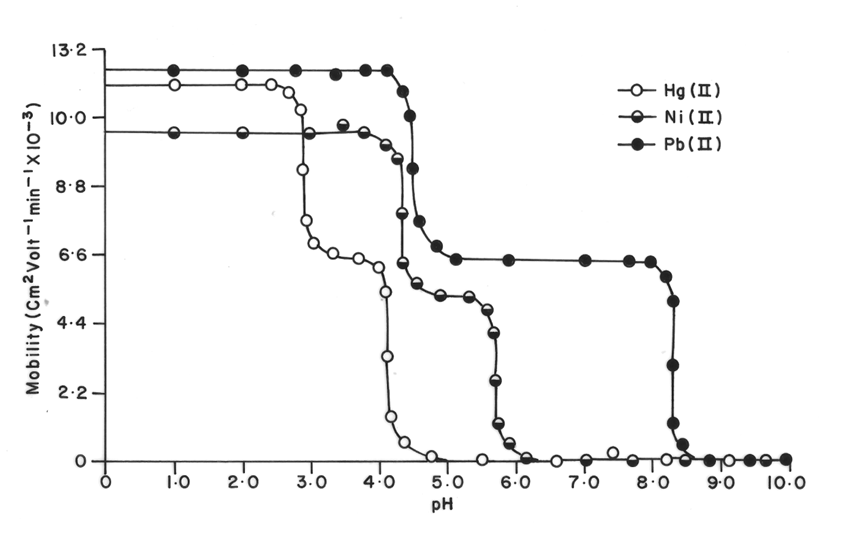 13·2
10·0
8·8
6·6
4·4
2·2
0
Mobility (Cm² Volt⁻¹ min⁻¹ X10⁻³)
Hg (II)
Ni (II)
Pb (II)
0 1·0 2·0 3·0 4·0 5·0 6·0 7·0 8·0 9·0 10·0
pH